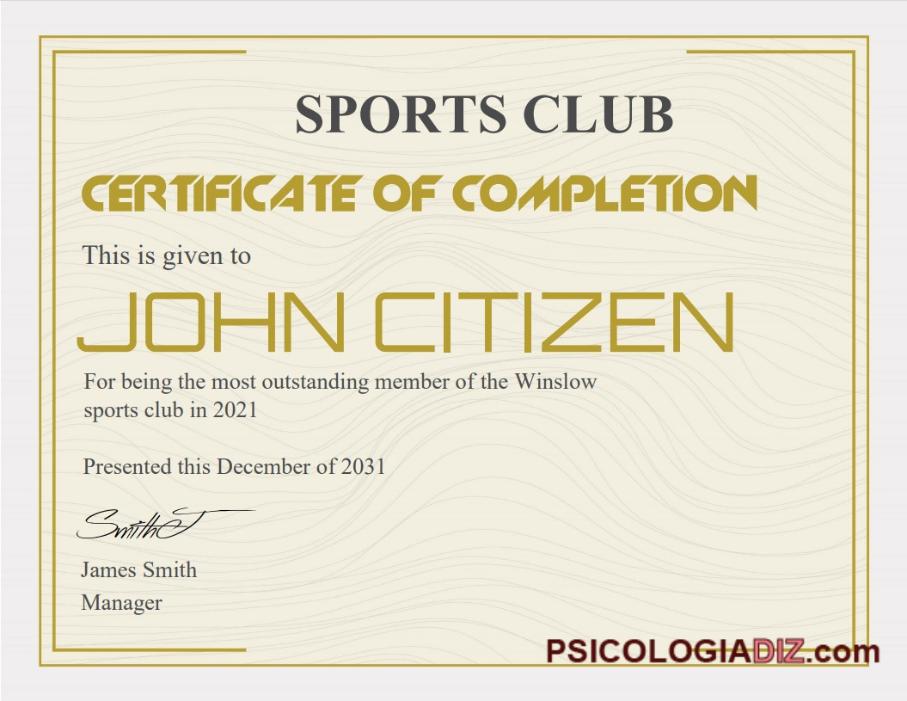 SPORTS CLUB
CERTIFICATE OF COMPLETION
This is given to
JOHN CITIZEN
For being the most outstanding member of the Winslow
sports club in 2021
Presented this December of 2031
SmithJ
James Smith
Manager
PSICOLOGIADIZ.com